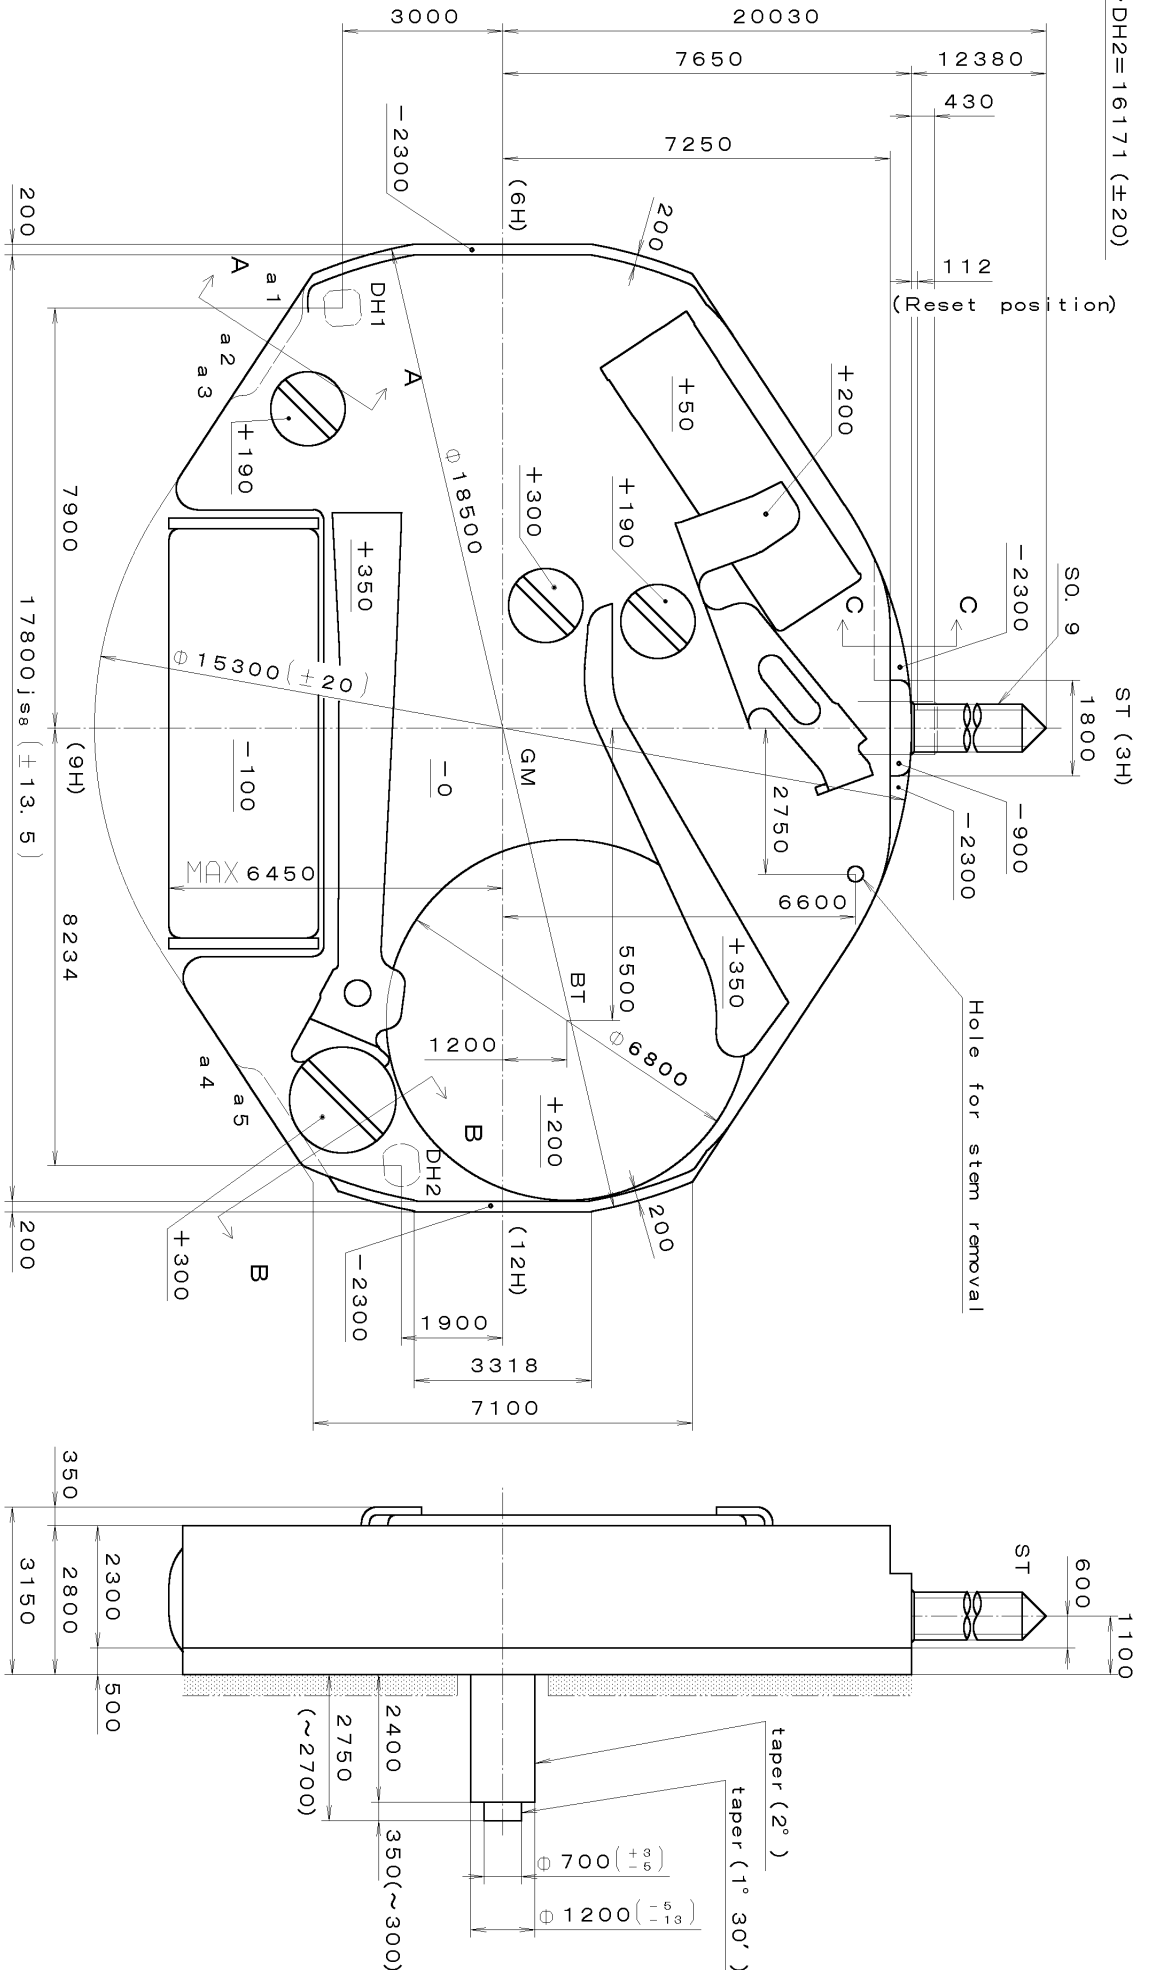 DH2=16171(±20)
3000
20030
7650
12380
430
7250
112
(Reset position)
-2300
(6H)
200
200
A
a1
DH1
a2
a3
A
+190
+50
+200
+300
+190
Φ18500
-2300
SO. 9
C
C
ST (3H)
1800
7900
+350
Φ15300(±20)
17800js8(±13. 5)
(9H)
-100
-0
GM
2750
-900
-2300
MAX 6450
6600
8234
5500
BT
+350
1200
Φ6800
Hole for stem removal
a4
a5
B
+200
DH2
200
200
+300
B
-2300
(12H)
1900
3318
7100
350
3150
2800
2300
500
ST
600
1100
2400
2750
(~2700)
350(~300)
taper(2°)
taper(1° 30′)
Φ700(+3 -5)
Φ1200(-5 -13)